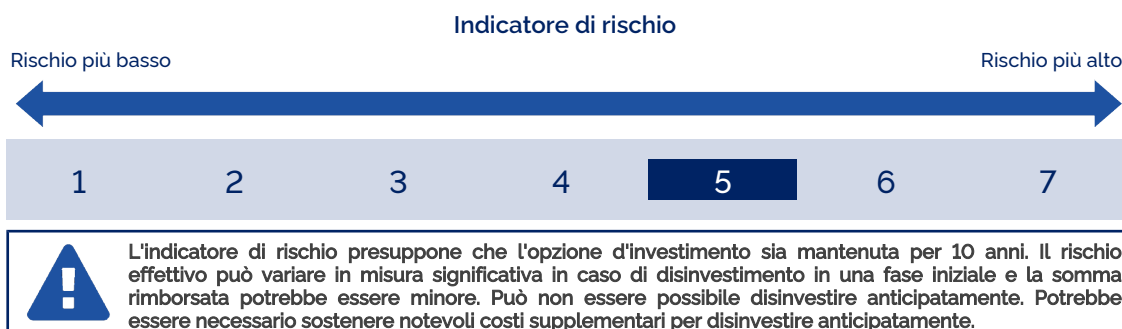 Indicatore di rischio
Rischio più basso
Rischio più alto
1 2 3 4 5 6 7
L'indicatore di rischio presuppone che l'opzione d'investimento sia mantenuta per 10 anni. Il rischio
effettivo può variare in misura significativa in caso di disinvestimento in una fase iniziale e la somma
rimborsata potrebbe essere minore. Può non essere possibile disinvestire anticipatamente. Potrebbe
essere necessario sostenere notevoli costi supplementari per disinvestire anticipatamente.